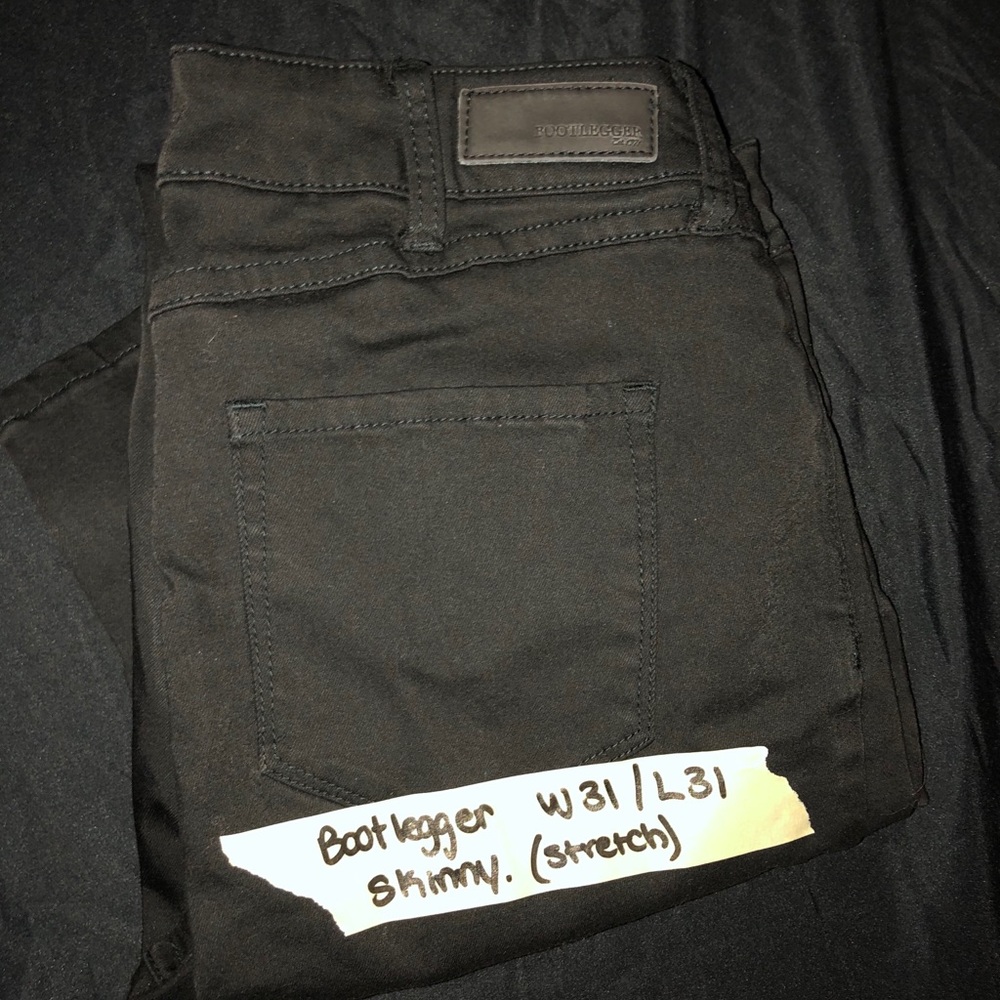 BOOTLEGGER
Bootlegger W31/L31
skinny. (stretch)